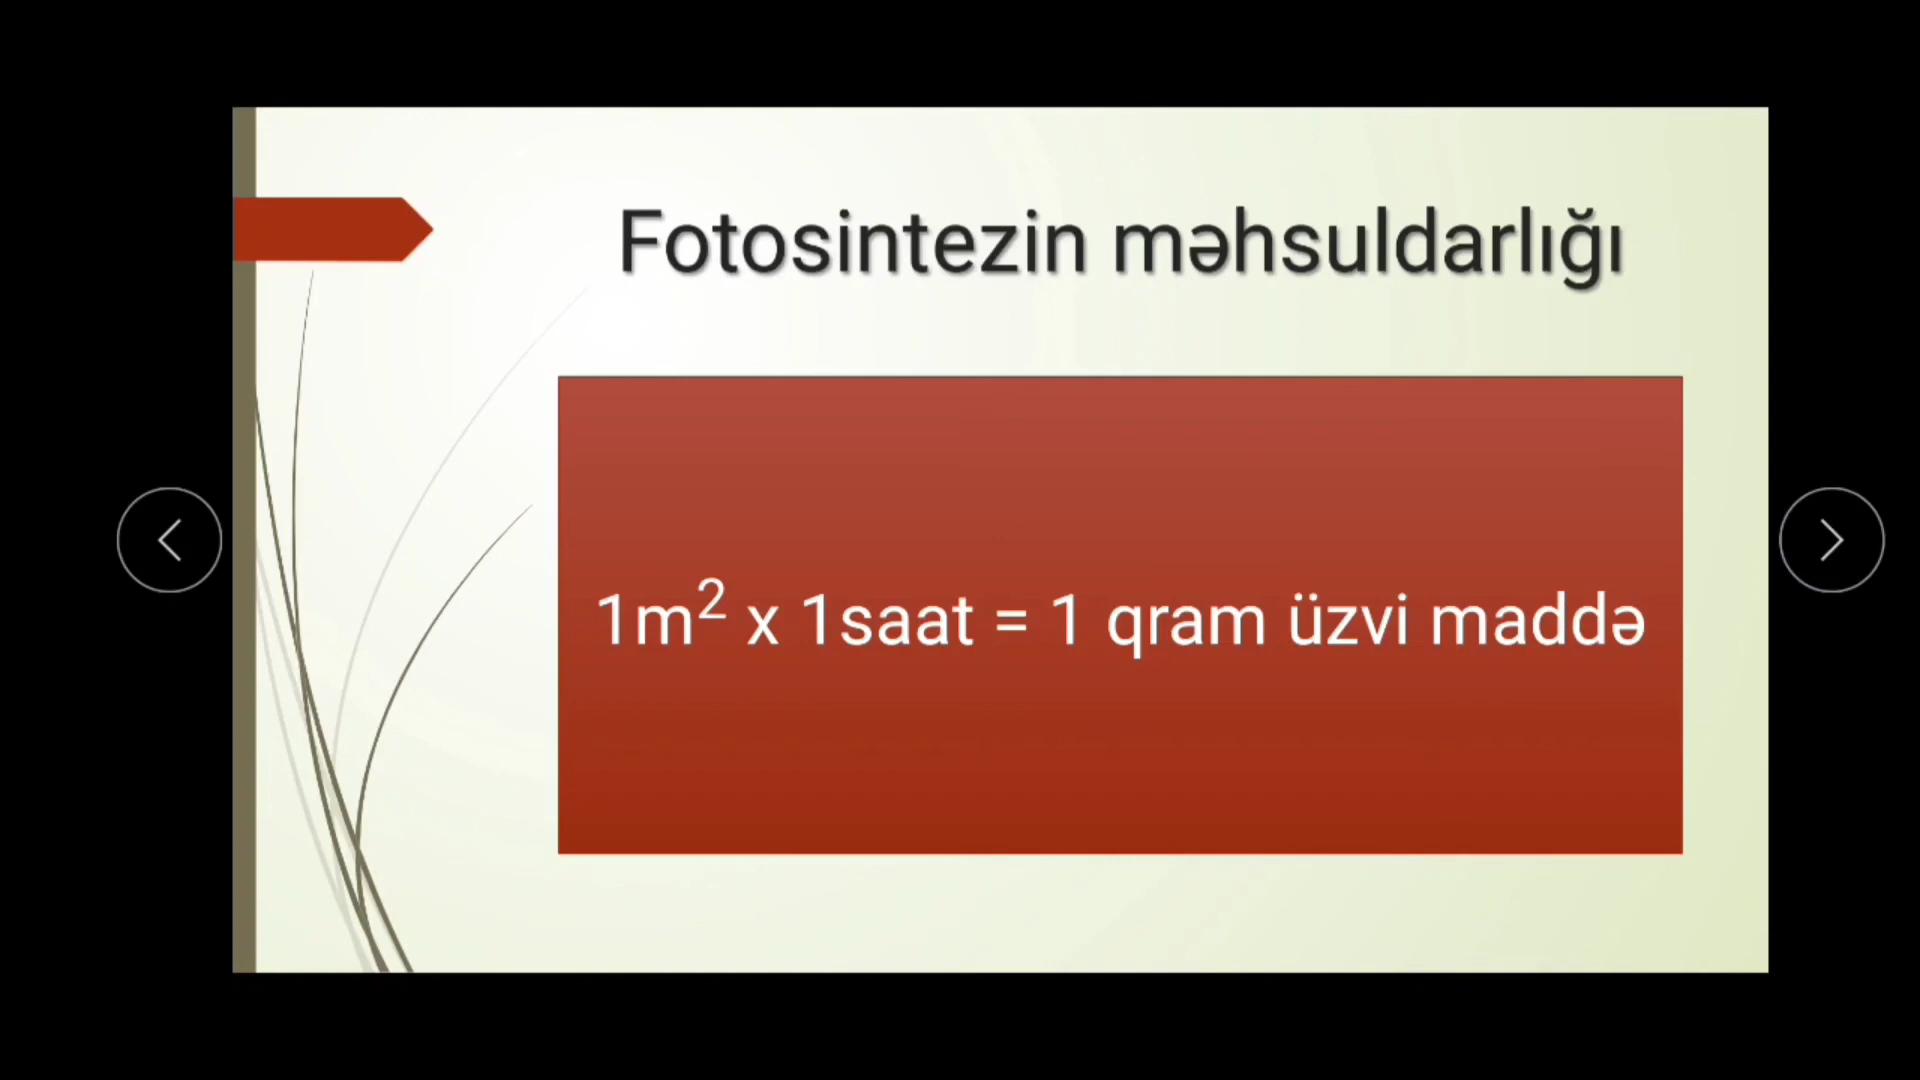 Fotosintezin məhsuldarlığı
1m² x 1saat = 1 qram üzvi maddə